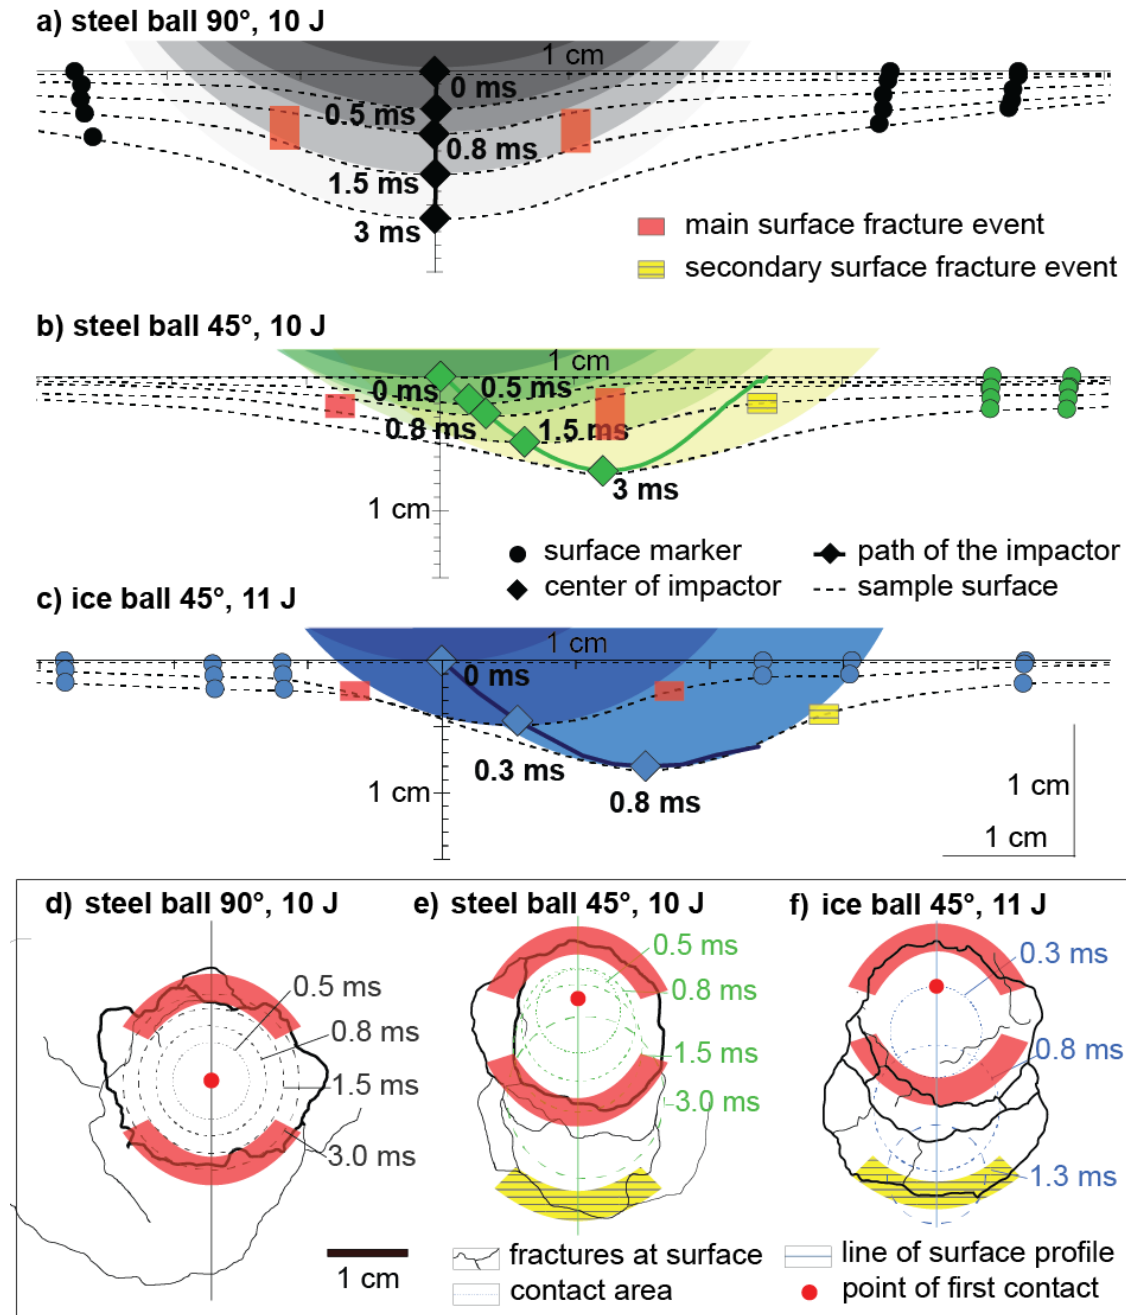 a) steel ball 90°, 10 J
1 cm
0 ms
0.5 ms
0.8 ms
1.5 ms
3 ms
main surface fracture event
secondary surface fracture event
b) steel ball 45°, 10 J
1 cm
0 ms
0.5 ms
0.8 ms
1.5 ms
3 ms
1 cm
surface marker
path of the impactor
center of impactor
sample surface
c) ice ball 45°, 11 J
1 cm
0 ms
0.3 ms
0.8 ms
1 cm
1 cm
1 cm
d) steel ball 90°, 10 J
0.5 ms
0.8 ms
1.5 ms
3.0 ms
e) steel ball 45°, 10 J
0.5 ms
0.8 ms
1.5 ms
3.0 ms
f) ice ball 45°, 11 J
0.3 ms
0.8 ms
1.3 ms
1 cm
fractures at surface
line of surface profile
contact area
point of first contact